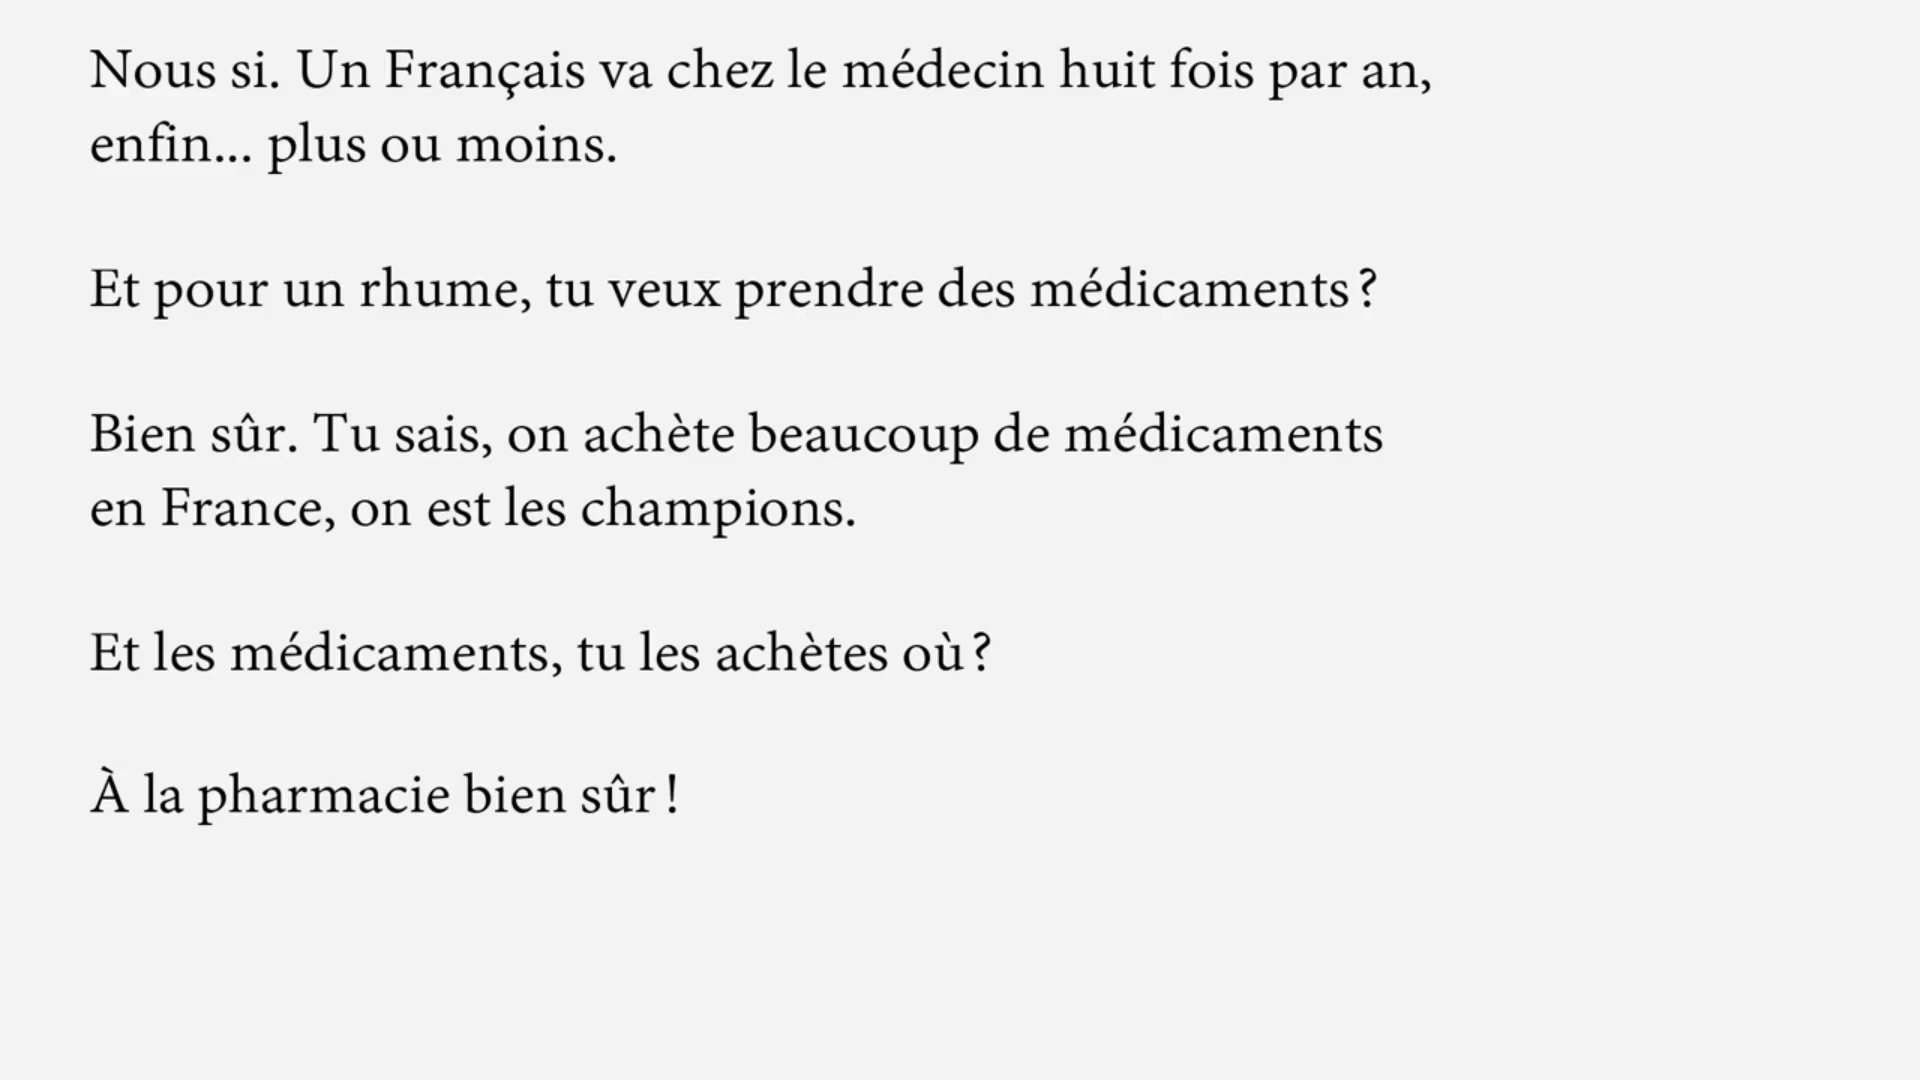 Nous si. Un Français va chez le médecin huit fois par an,
enfin... plus ou moins.
Et pour un rhume, tu veux prendre des médicaments ?
Bien sûr. Tu sais, on achète beaucoup de médicaments
en France, on est les champions.
Et les médicaments, tu les achètes où ?
À la pharmacie bien sûr !